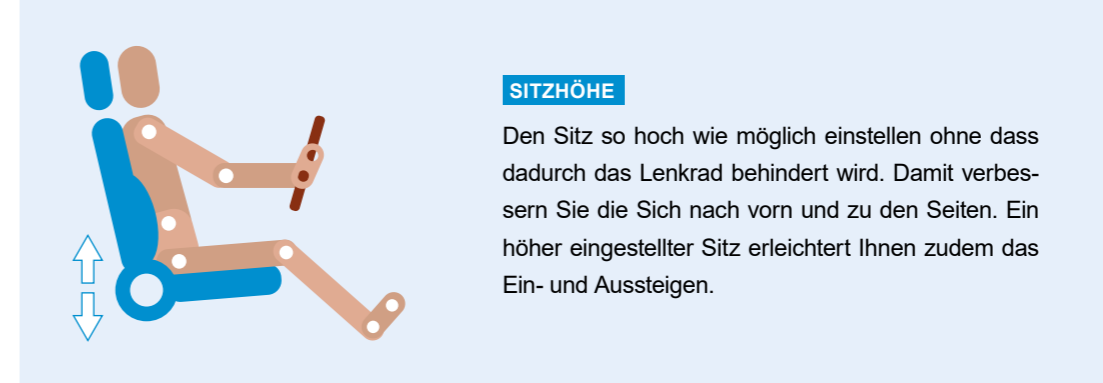 SITZHÖHE
Den Sitz so hoch wie möglich einstellen ohne dass
dadurch das Lenkrad behindert wird. Damit verbes-
sern Sie die Sich nach vorn und zu den Seiten. Ein
höher eingestellter Sitz erleichtert Ihnen zudem das
Ein- und Aussteigen.